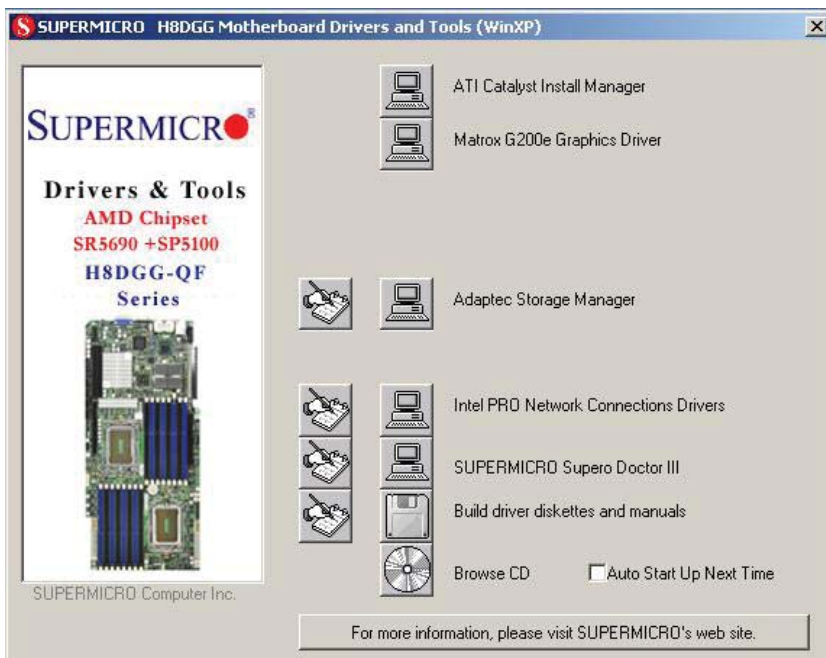 SUPERMICRO H8DGG Motherboard Drivers and Tools (WinXP)
SUPERMICRO®
Drivers & Tools
AMD Chipset
SR5690 +SP5100
H8DGG-QF
Series
SUPERMICRO Computer Inc.
ATI Catalyst Install Manager
Matrox G200e Graphics Driver
Adaptec Storage Manager
Intel PRO Network Connections Drivers
SUPERMICRO Supero Doctor III
Build driver diskettes and manuals
Browse CD
Auto Start Up Next Time
For more information, please visit SUPERMICRO's web site.